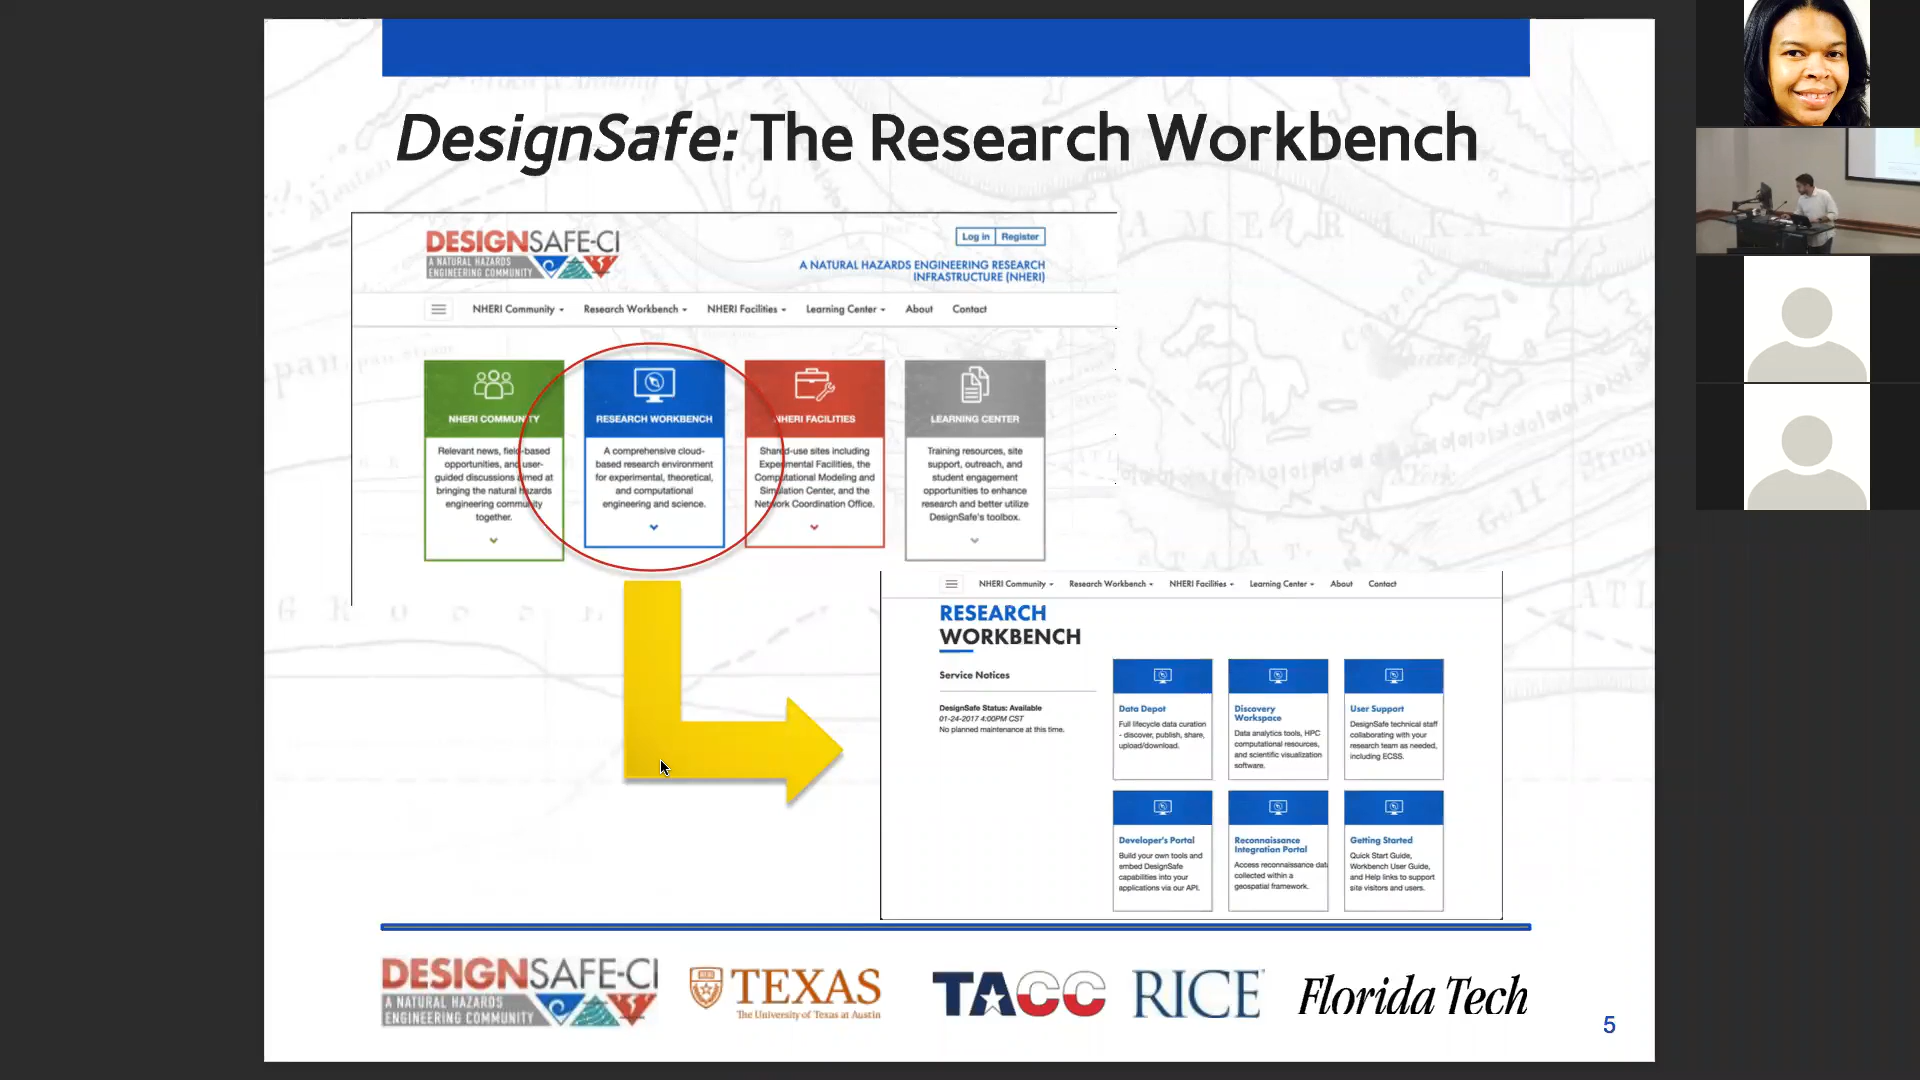 DesignSafe: The Research Workbench
DESIGNSAFE-CI
A NATURAL HAZARDS
ENGINEERING COMMUNITY
Log in Register
A NATURAL HAZARDS ENGINEERING RESEARCH
INFRASTRUCTURE (NHERI)
NHERI Community Research Workbench NHERI Facilities Learning Center About Contact
NHERI COMMUNITY
Relevant news, field-based
opportunities, and user-
guided discussions aimed at
bringing the natural hazards
engineering community
together.
RESEARCH WORKBENCH
A comprehensive cloud-
based research environment
for experimental, theoretical,
and computational
engineering and science.
NHERI FACILITIES
Shared-use sites including
Experimental Facilities, the
Computational Modeling and
Simulation Center, and the
Network Coordination Office.
LEARNING CENTER
Training resources, site
support, outreach, and
student engagement
opportunities to enhance
research and better utilize
DesignSafe's toolbox.
NHERI Community Research Workbench NHERI Facilities Learning Center About Contact
RESEARCH
WORKBENCH
Service Notices
DesignSafe Status: Available
01-24-2017 4:00PM CST
No planned maintenance at this time.
Data Depot
Full lifecycle data curation
- discover, publish, share,
upload/download.
Discovery
Workspace
Data analytics tools, HPC
computational resources,
and scientific visualization
software.
User Support
DesignSafe technical staff
collaborating with your
research team as needed,
including ECSS.
Developer's Portal
Build your own tools and
embed DesignSafe
capabilities into your
applications via our API.
Reconnaissance
Integration Portal
Access reconnaissance data
collected within a
geospatial framework.
Getting Started
Quick Start Guide,
Workbench User Guide,
and Help links to support
site visitors and users.
DESIGNSAFE-CI
A NATURAL HAZARDS
ENGINEERING COMMUNITY
TEXAS
The University of Texas at Austin
TACC
RICE
Florida Tech
5